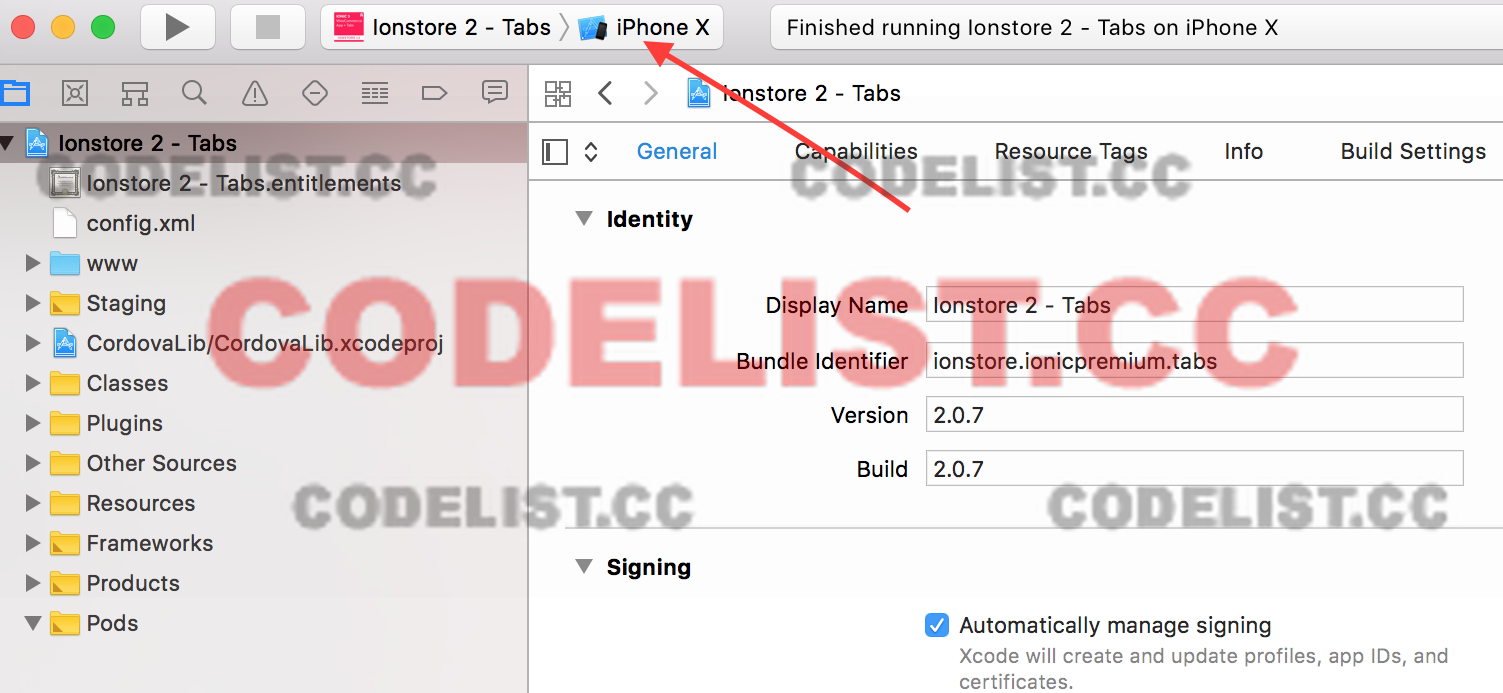 Ionstore 2 - Tabs
iPhone X
Finished running Ionstore 2 - Tabs on iPhone X
Ionstore 2 - Tabs
Ionstore 2 - Tabs.entitlements
config.xml
www
Staging
CordovaLib/CordovaLib.xcodeproj
Classes
Plugins
Other Sources
Resources
Frameworks
Products
Pods
Ionstore 2 - Tabs
General
Capabilities
Resource Tags
Info
Build Settings
Identity
Display Name
Ionstore 2 - Tabs
Bundle Identifier
ionstore.ionicpremium.tabs
Version
2.0.7
Build
2.0.7
Signing
Automatically manage signing
Xcode will create and update profiles, app IDs, and
certificates.
CODELIST.CC
CODELIST.CC
CODELIST.CC
CODELIST.CC
CODELIST.CC